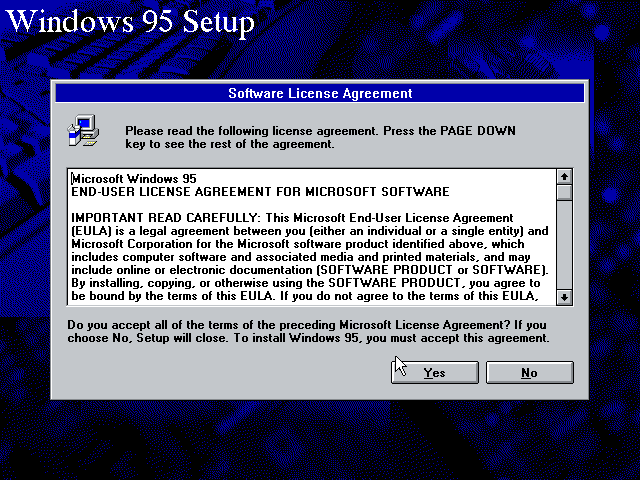 Windows 95 Setup
Software License Agreement
Please read the following license agreement. Press the PAGE DOWN
key to see the rest of the agreement.
Microsoft Windows 95
END-USER LICENSE AGREEMENT FOR MICROSOFT SOFTWARE
IMPORTANT READ CAREFULLY: This Microsoft End-User License Agreement
(EULA) is a legal agreement between you (either an individual or a single entity) and
Microsoft Corporation for the Microsoft software product identified above, which
includes computer software and associated media and printed materials, and may
include online or electronic documentation (SOFTWARE PRODUCT or SOFTWARE).
By installing, copying, or otherwise using the SOFTWARE PRODUCT, you agree to
be bound by the terms of this EULA. If you do not agree to the terms of this EULA,
Do you accept all of the terms of the preceding Microsoft License Agreement? If you
choose No, Setup will close. To install Windows 95, you must accept this agreement.
Yes No